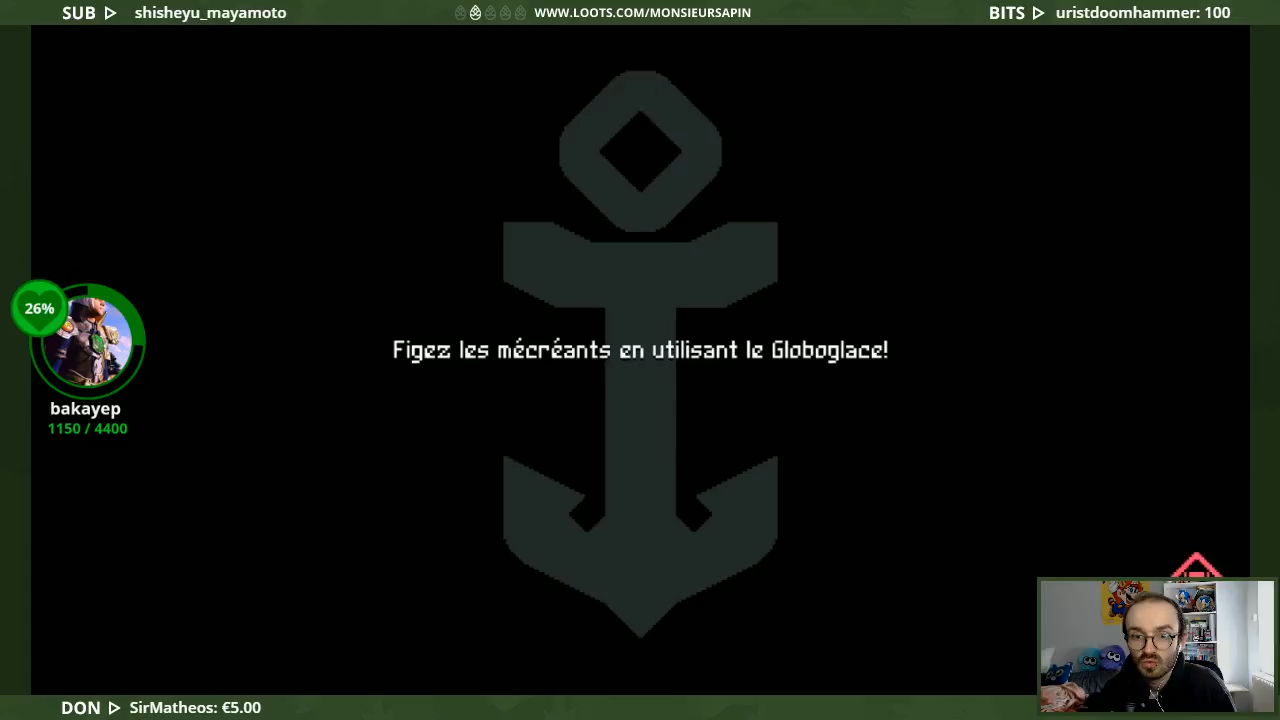 SUB shisheyu_mayamoto
WWW.LOOTS.COM/MONSIEURSAPIN
BITS uristdoomhammer: 100
26%
Figez les mécréants en utilisant le Globoglace!
bakayep
1150 / 4400
DON SirMatheos: €5.00